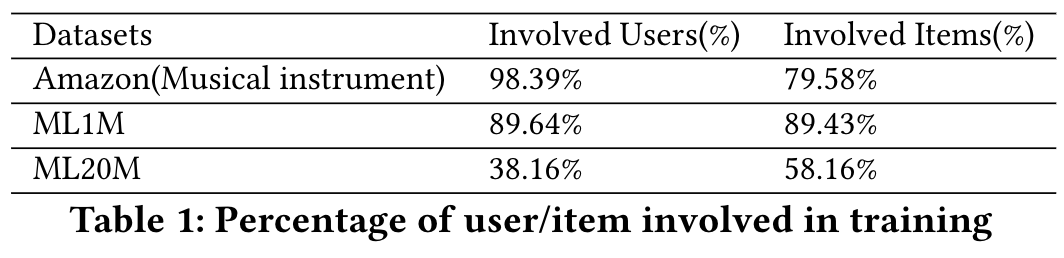 Datasets Involved Users(%) Involved Items(%)
Amazon(Musical instrument) 98.39% 79.58%
ML1M 89.64% 89.43%
ML20M 38.16% 58.16%
Table 1: Percentage of user/item involved in training